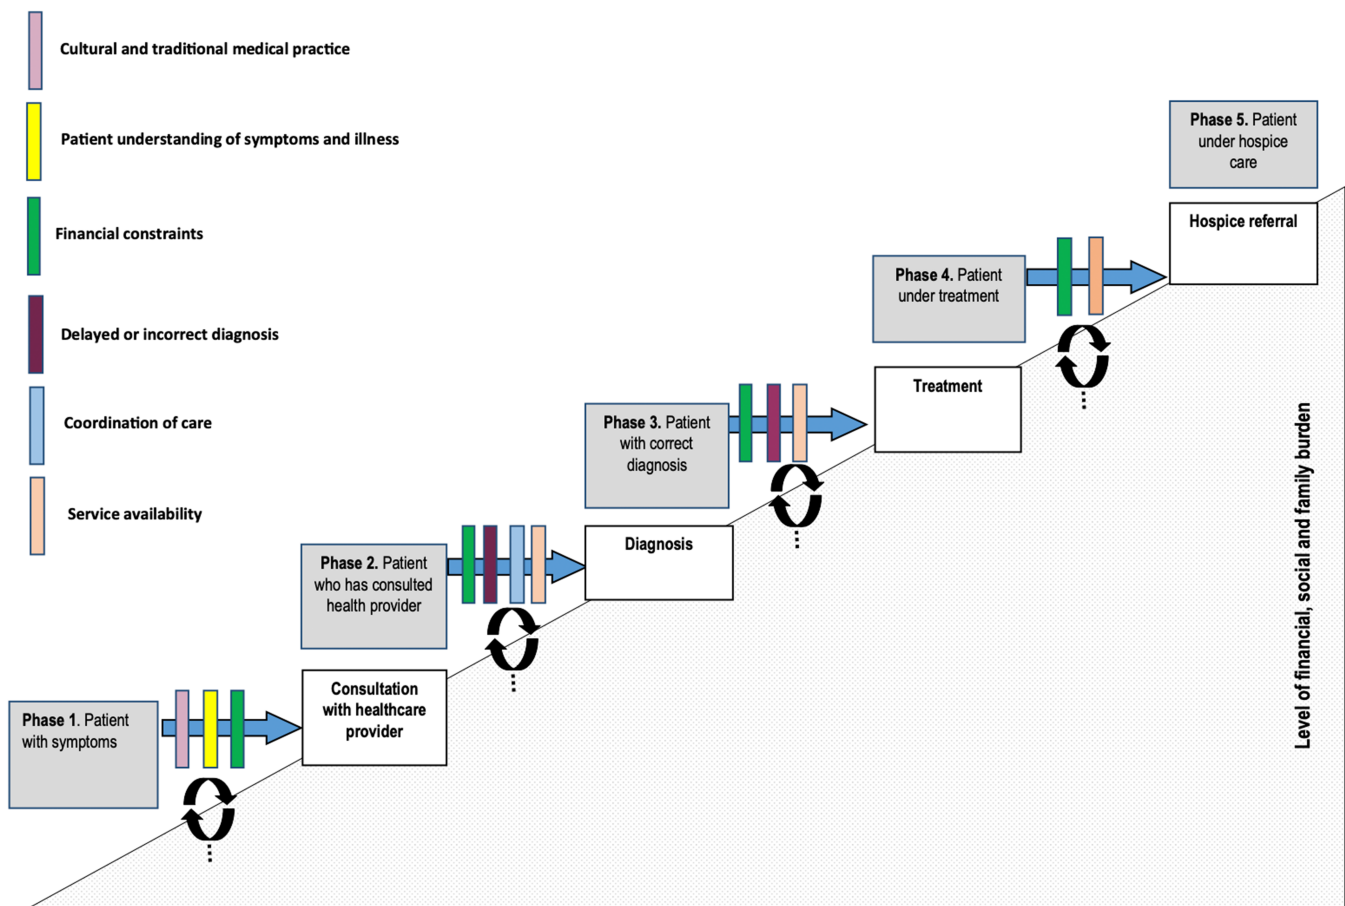 Cultural and traditional medical practice
Patient understanding of symptoms and illness
Financial constraints
Delayed or incorrect diagnosis
Coordination of care
Service availability
Phase 1. Patient
with symptoms
Consultation
with healthcare
provider
Phase 2. Patient
who has consulted
health provider
Diagnosis
Phase 3. Patient
with correct
diagnosis
Treatment
Phase 4. Patient
under treatment
Hospice referral
Phase 5. Patient
under hospice
care
Level of financial, social and family burden